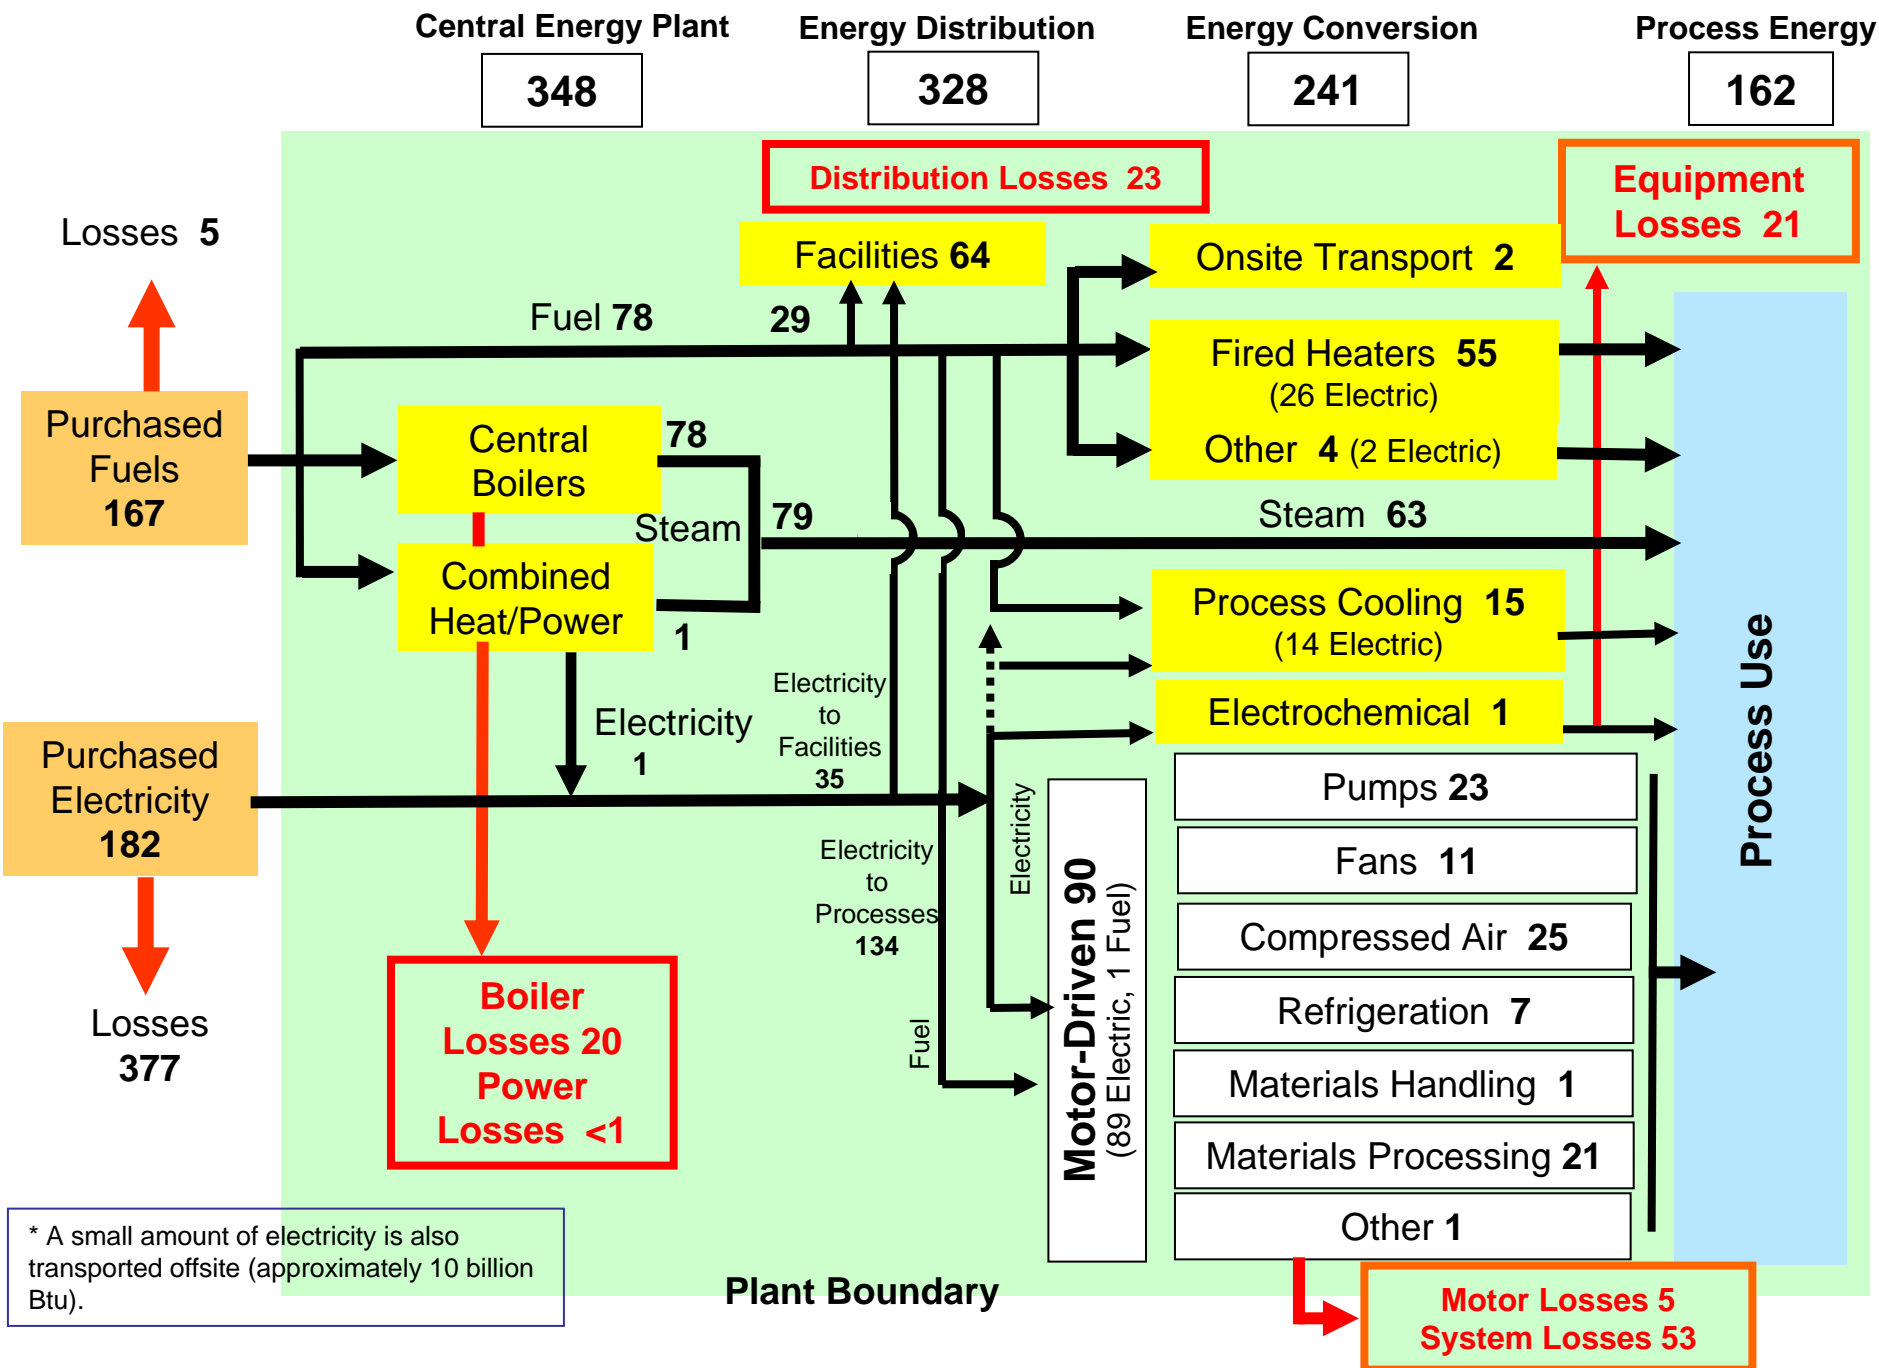 Central Energy Plant
Energy Distribution
Energy Conversion
Process Energy
348
328
241
162
Distribution Losses 23
Equipment
Losses 21
Losses 5
Facilities 64
Onsite Transport 2
Fuel 78
29
Fired Heaters 55
(26 Electric)
Other 4 (2 Electric)
Purchased
Fuels
167
Central
Boilers
78
Steam
79
Steam 63
Combined
Heat/Power
1
Process Cooling 15
(14 Electric)
Electrochemical 1
Electricity
1
Electricity
to
Facilities
35
Purchased
Electricity
182
Losses
377
Electricity
to
Processes
134
Electricity
Fuel
Motor-Driven 90
(89 Electric, 1 Fuel)
Pumps 23
Fans 11
Compressed Air 25
Refrigeration 7
Materials Handling 1
Materials Processing 21
Other 1
Process Use
Boiler
Losses 20
Power
Losses <1
* A small amount of electricity is also
transported offsite (approximately 10 billion
Btu).
Plant Boundary
Motor Losses 5
System Losses 53